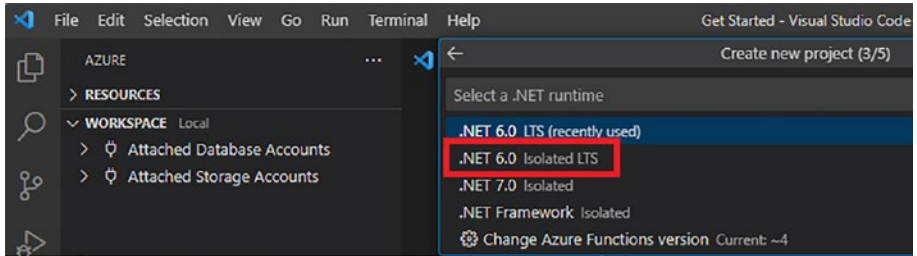 File Edit Selection View Go Run Terminal Help Get Started - Visual Studio Code
AZURE ···
Create new project (3/5)
RESOURCES
Select a .NET runtime
WORKSPACE Local
.NET 6.0 LTS (recently used)
Attached Database Accounts
.NET 6.0 Isolated LTS
Attached Storage Accounts
.NET 7.0 Isolated
.NET Framework Isolated
Change Azure Functions version Current: ~4